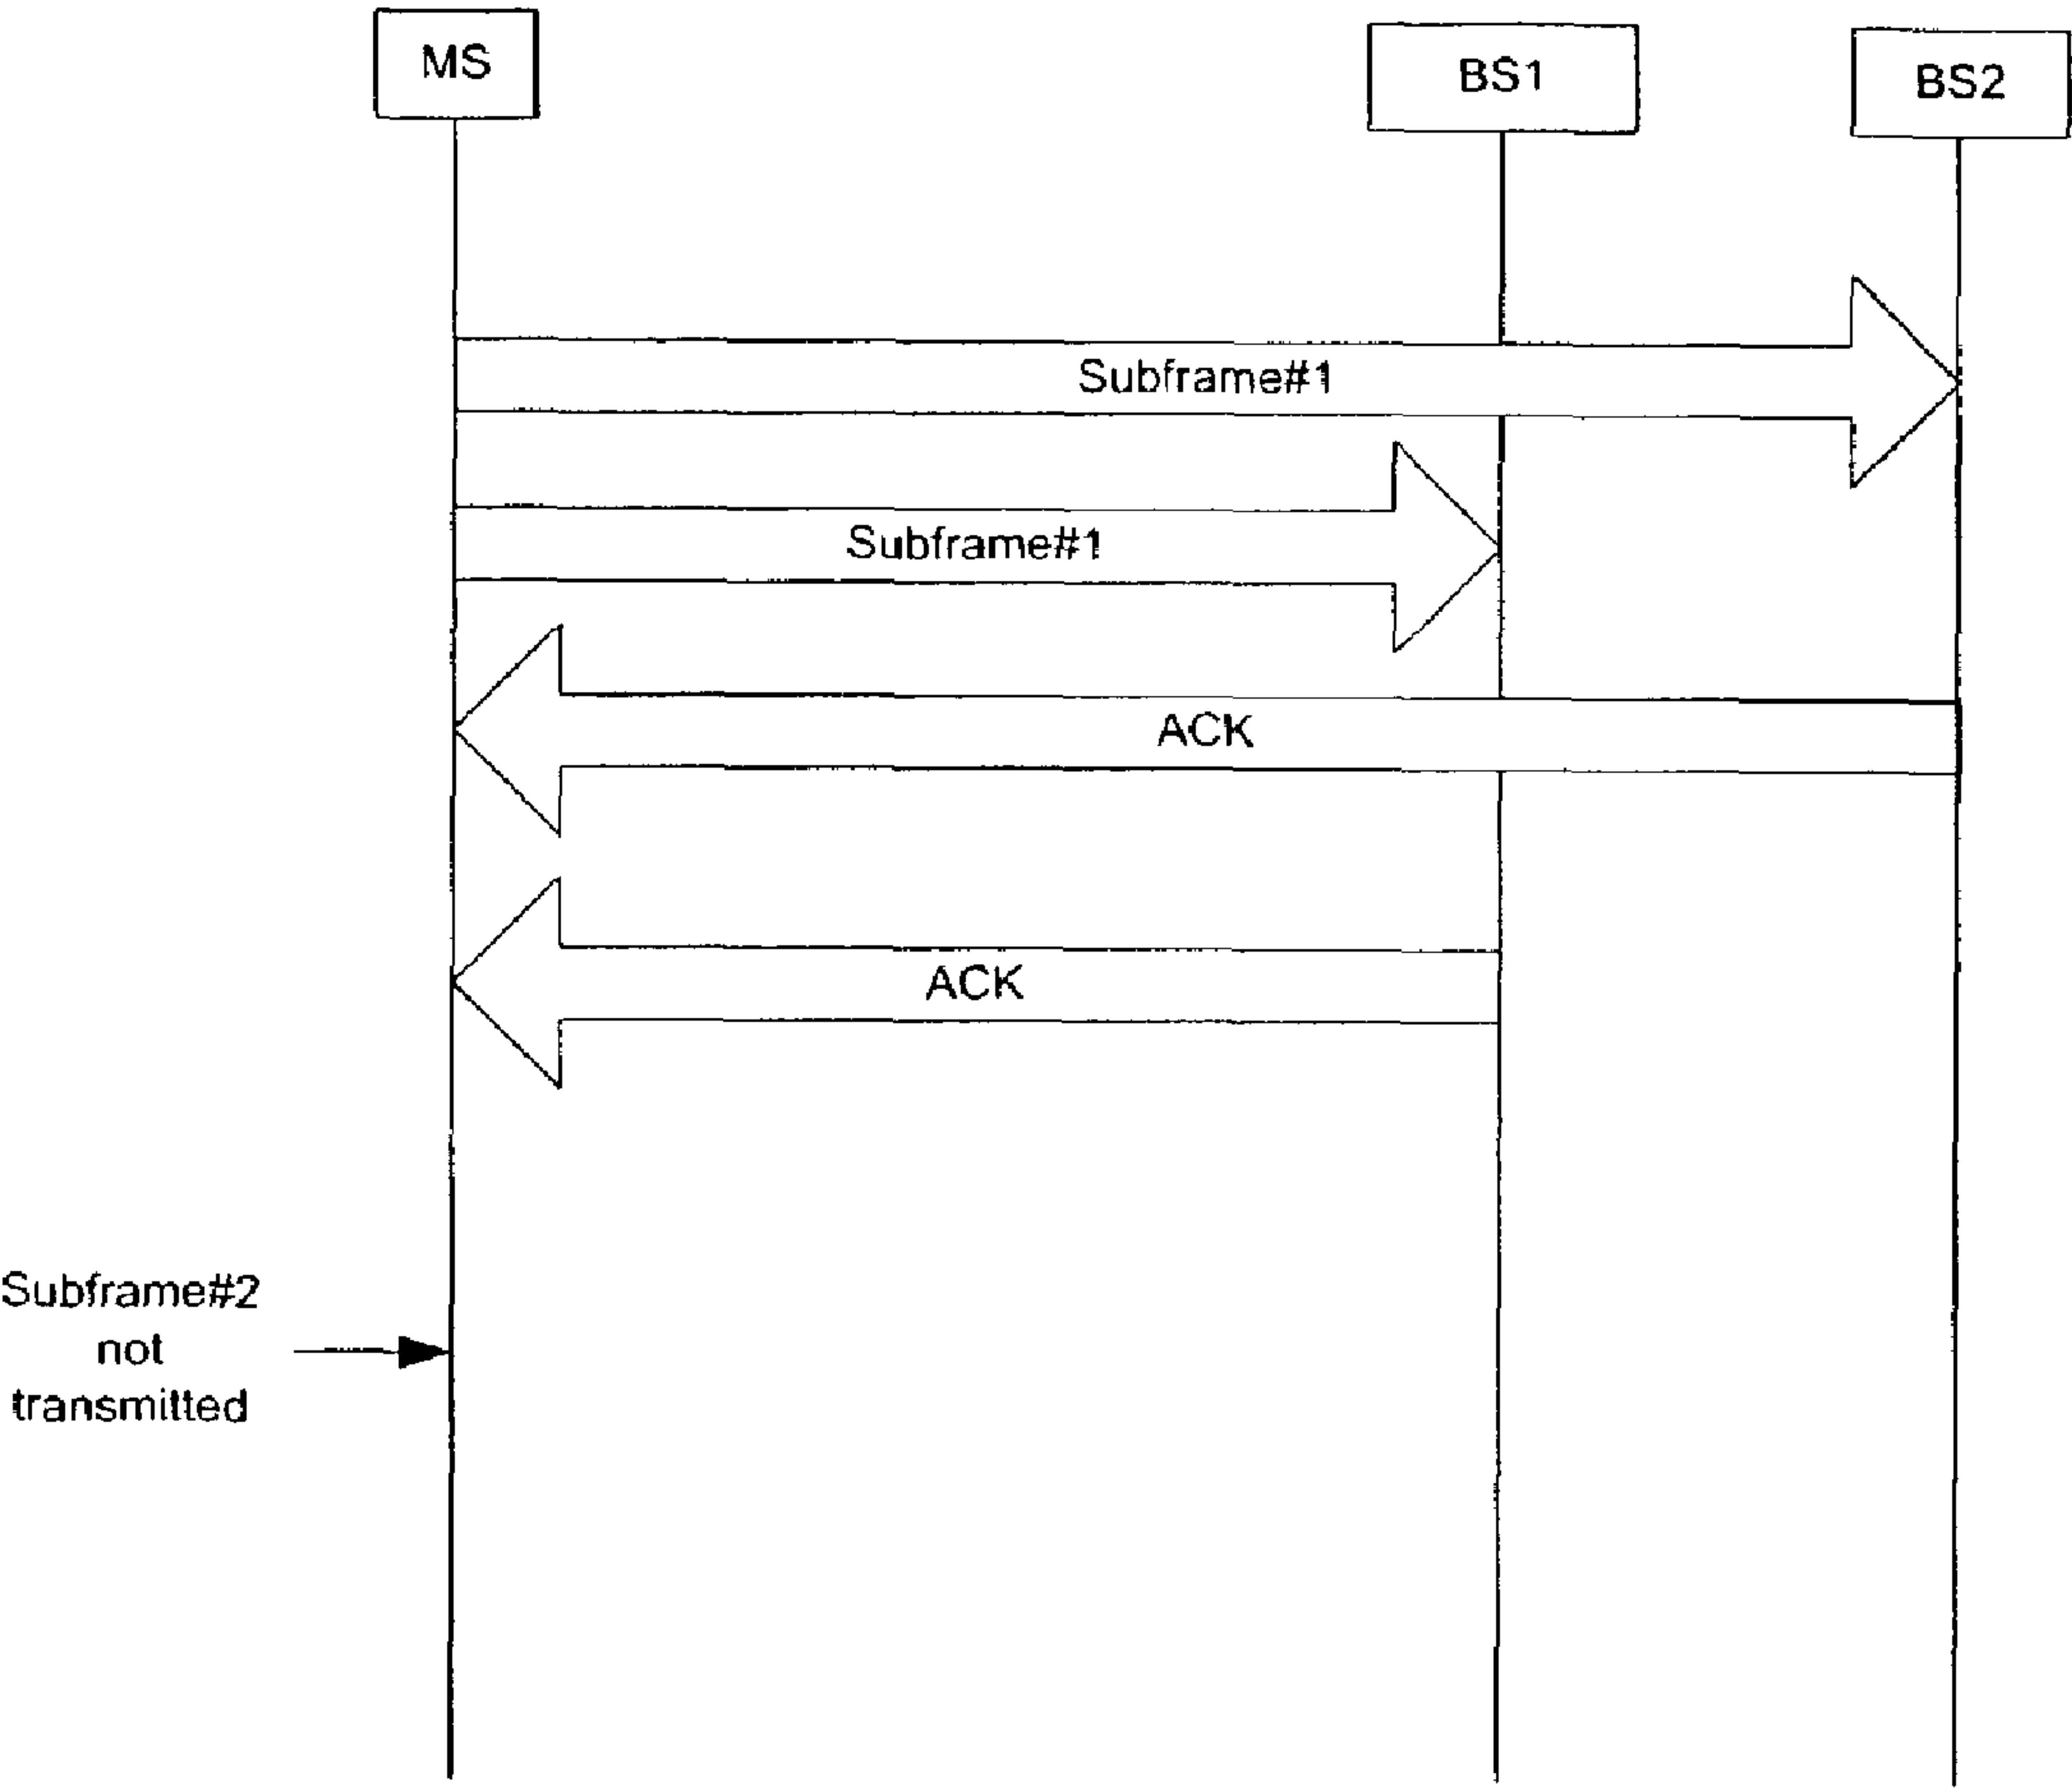 MS
BS1
BS2
Subframe#1
Subframe#1
ACK
ACK
Subframe#2
not
transmitted